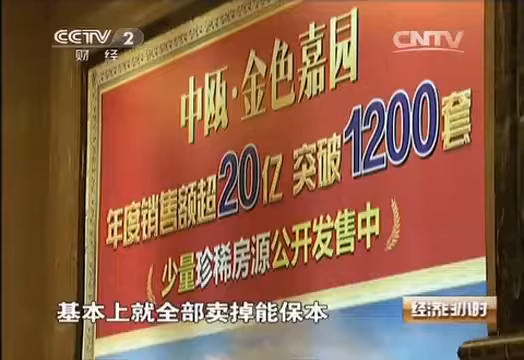 CCTV 2
财经
CNTV
中瓯·金色嘉园
年度销售额超20亿 突破1200套
少量珍稀房源公开发售中
基本上就全部卖掉能保本
经济半小时